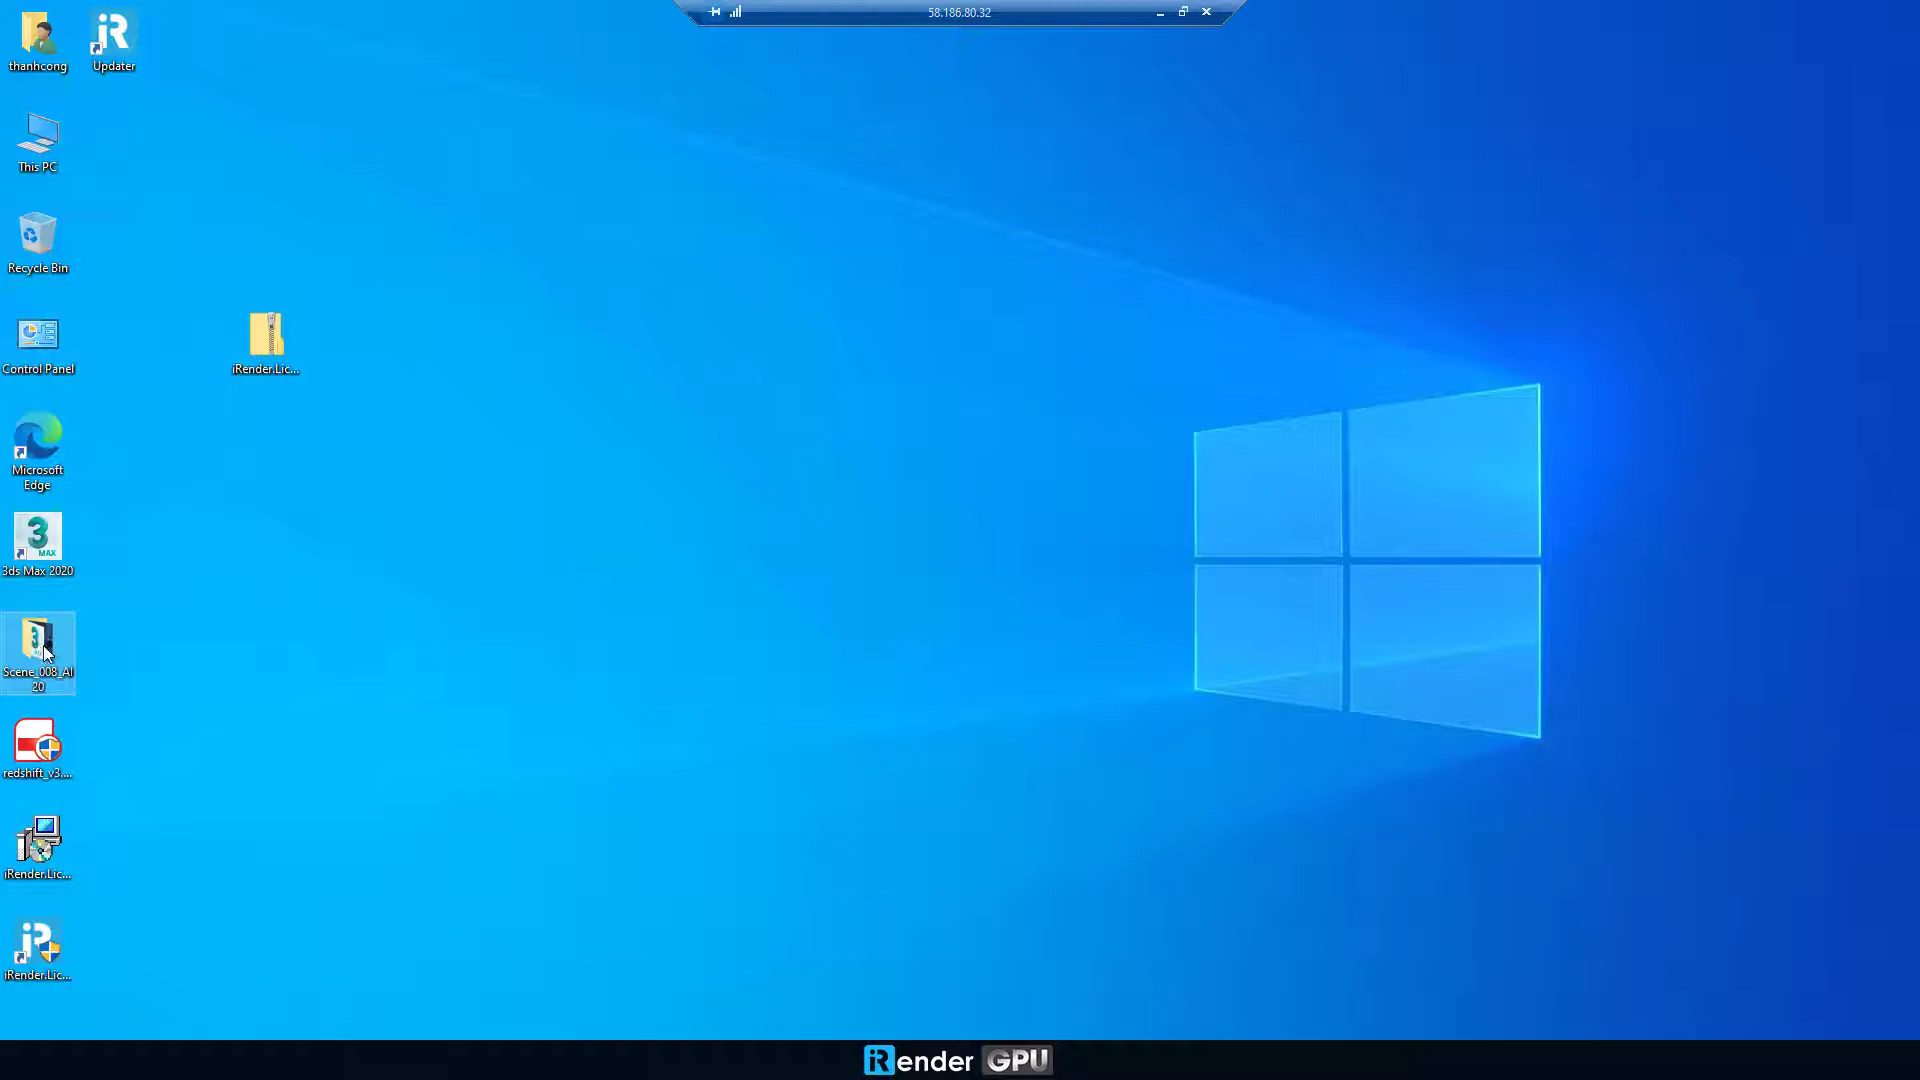 58.186.80.32
thanhcong
Updater
This PC
Recycle Bin
Control Panel
iRender.Lic...
Microsoft
Edge
3
MAX
3ds Max 2020
Scene_008_AI
20
redshift_v3....
iRender.Lic...
iRender.Lic...
iRender GPU